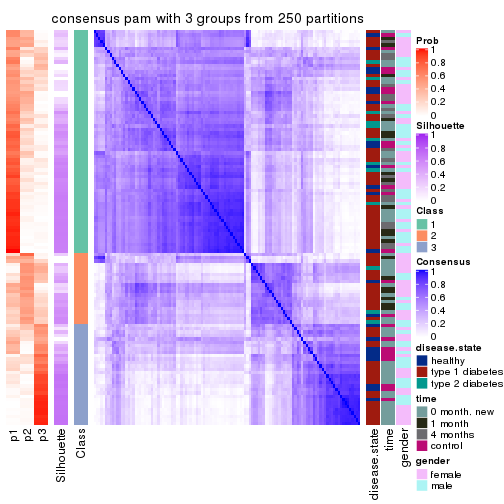 consensus pam with 3 groups from 250 partitions
p1
p2
p3
Silhouette
Class
disease.state
time
gender
Prob
1
0.8
0.6
0.4
0.2
0
Silhouette
1
0.8
0.6
0.4
0.2
0
Class
1
2
3
Consensus
1
0.8
0.6
0.4
0.2
0
disease.state
healthy
type 1 diabetes
type 2 diabetes
time
0 month, new
1 month
4 months
control
gender
female
male